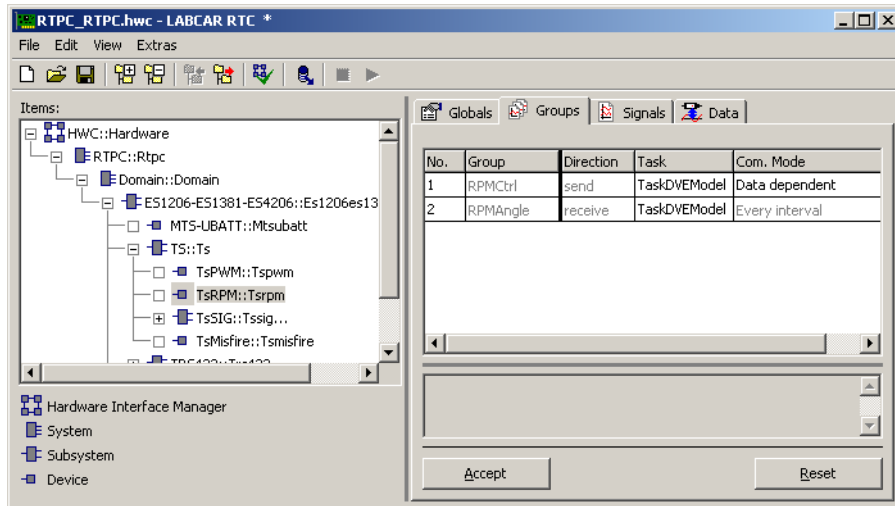 RTPC_RTPC.hwc - LABCAR RTC *
File Edit View Extras
Items:
HWC::Hardware
RTPC::Rtpc
Domain::Domain
ES1206-ES1381-ES4206::Es1206es13
MTS-UBATT::Mtsubatt
TS::Ts
TsPWM::Tspwm
TsRPM::Tsrpm
TsSIG::Tssig...
TsMisfire::Tsmisfire
Hardware Interface Manager
System
Subsystem
Device
Globals Groups Signals Data
No. Group Direction Task Com. Mode
1 RPMCtrl send TaskDVEModel Data dependent
2 RPMAngle receive TaskDVEModel Every interval
Accept Reset